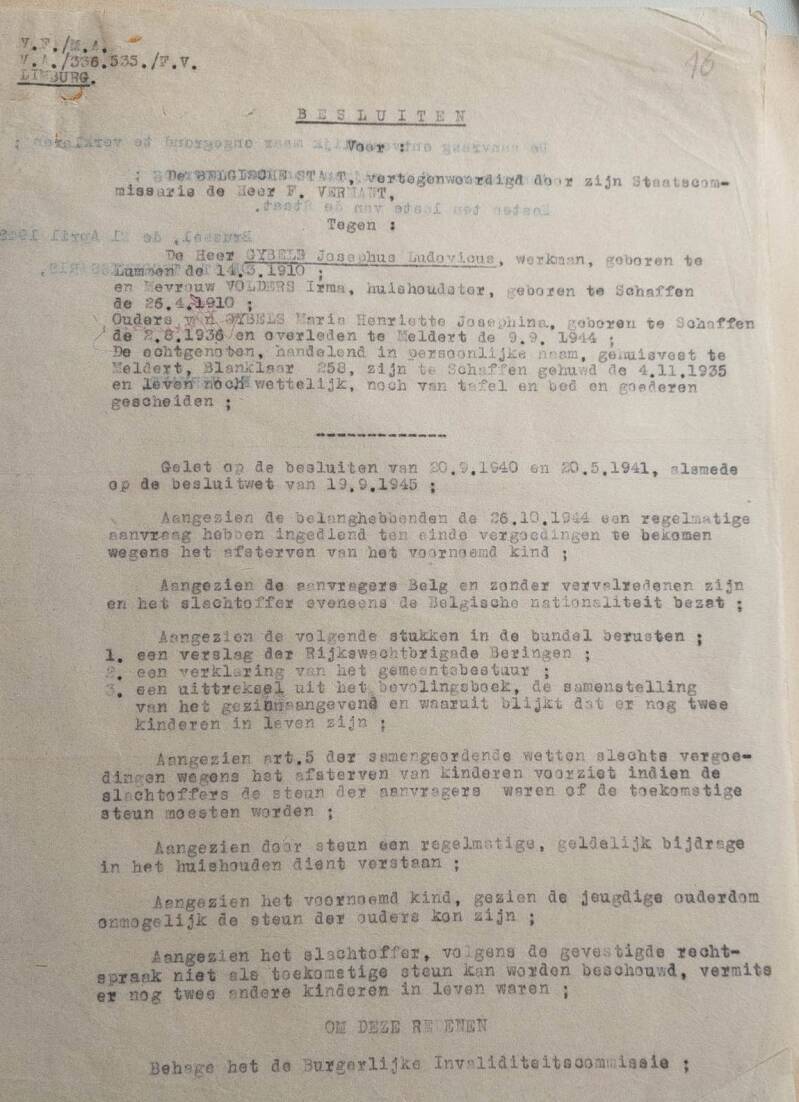 V.F./M.A.
V.A./336.535./F.V.
LIMBURG.
16
BESLUITEN
Voor :
De BELGISCHE STAAT, vertegenwoordigd door zijn Staatscom-
missaris de Heer F. VERMANT,
Tegen :
De Heer GYBELS Josephus Ludovicus, werkman, geboren te
Lummen de 14.3.1910 ;
en Mevrouw VOLDERS Irma, huishoudster, geboren te Schaffen
de 26.4.1910 ;
Ouders van GYBELS Maria Henriette Josephina, geboren te Schaffen
de 2.8.1936 en overleden te Meldert de 9.9. 1944 ;
De echtgenoten, handelend in persoonlijke naam, gehuisvest te
Meldert, Blanklaar 258, zijn te Schaffen gehuwd de 4.11.1935
en leven noch wettelijk, noch van tafel en bed en goederen
gescheiden ;
Gelet op de besluiten van 20.9.1940 en 20.5.1941, alsmede
op de besluitwet van 19.9.1945 ;
Aangezien de belanghebbenden de 26.10.1944 een regelmatige
aanvraag hebben ingediend ten einde vergoedingen te bekomen
wegens het afsterven van het voornoemd kind ;
Aangezien de aanvragers Belg en zonder vervalredenen zijn
en het slachtoffer eveneens de Belgische nationaliteit bezat ;
Aangezien de volgende stukken in de bundel berusten ;
1. een verslag der Rijkswachtbrigade Beringen ;
2. een verklaring van het gemeentebestuur ;
3. een uittreksel uit het bevolingsboek, de samenstelling
van het gezin aangevend en waaruit blijkt dat er nog twee
kinderen in leven zijn ;
Aangezien art.5 der samengeordende wetten slechts vergoe-
dingen wegens het afsterven van kinderen voorziet indien de
slachtoffers de steun der aanvragers waren of de toekomstige
steun moesten worden ;
Aangezien door steun een regelmatige, geldelijk bijdrage
in het huishouden dient verstaan ;
Aangezien het voornoemd kind, gezien de jeugdige ouderdom
onmogelijk de steun der ouders kon zijn ;
Aangezien het slachtoffer, volgens de gevestigde recht-
spraak niet als toekomstige steun kan worden beschouwd, vermits
er nog twee andere kinderen in leven waren ;
OM DEZE REDENEN
Behage het de Burgerlijke Invaliditeitscommissie ;